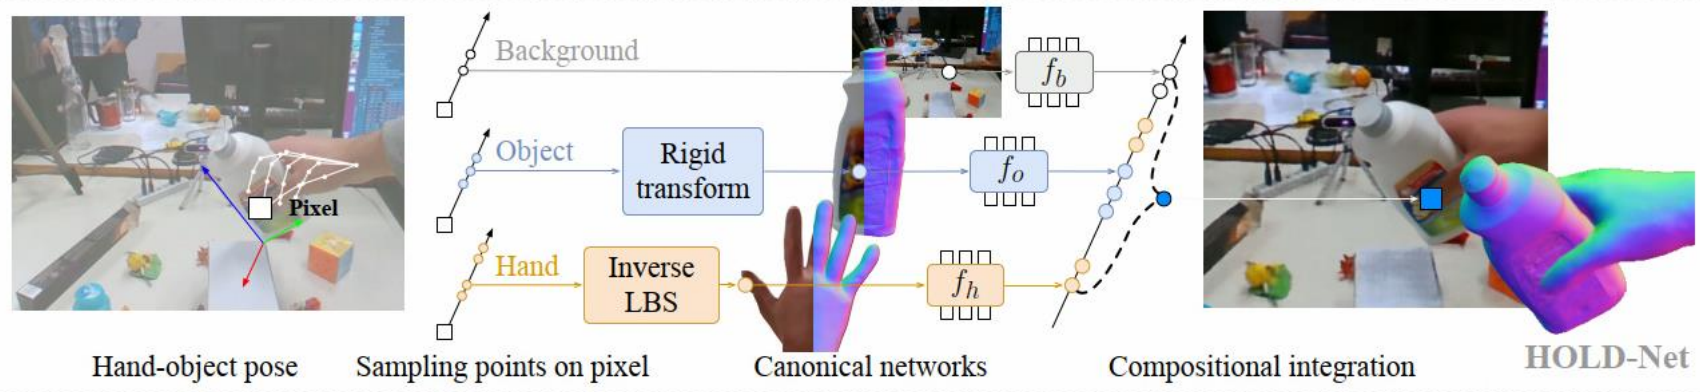 Background
f_b
Object
Rigid
transform
f_o
Pixel
Hand
Inverse
LBS
f_h
Hand-object pose
Sampling points on pixel
Canonical networks
Compositional integration
HOLD-Net